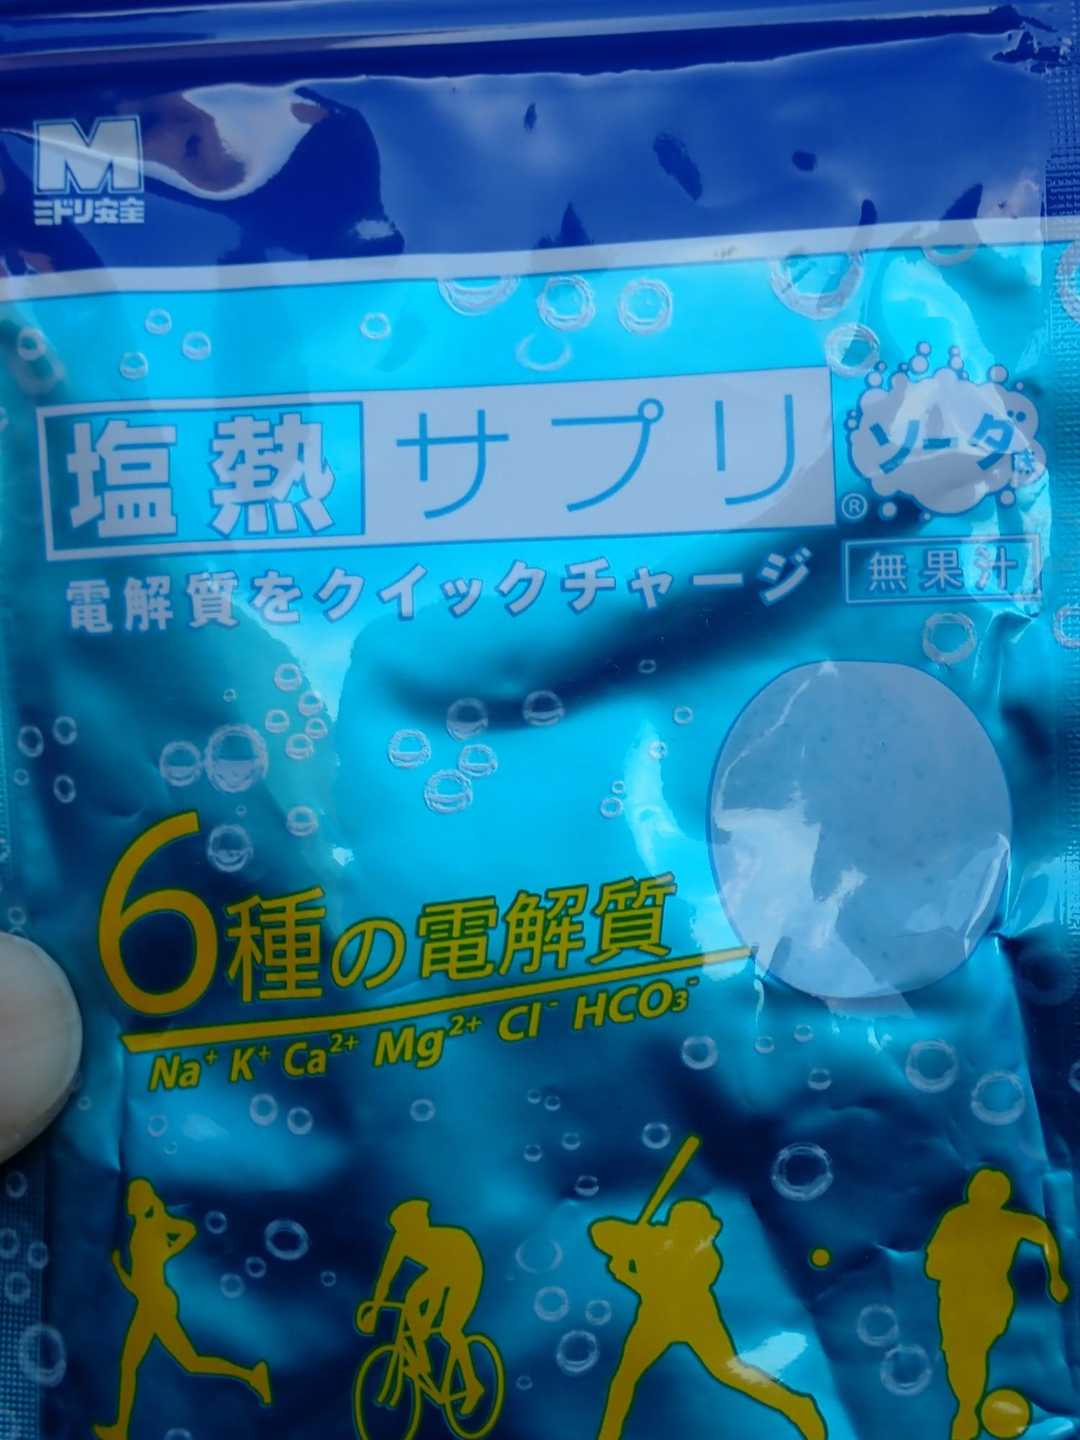 M
ミドリ安全
塩熱サプリ®
ソーダ味
電解質をクイックチャージ
無果汁
6種の電解質
Na⁺ K⁺ Ca²⁺ Mg²⁺ Cl⁻ HCO₃⁻